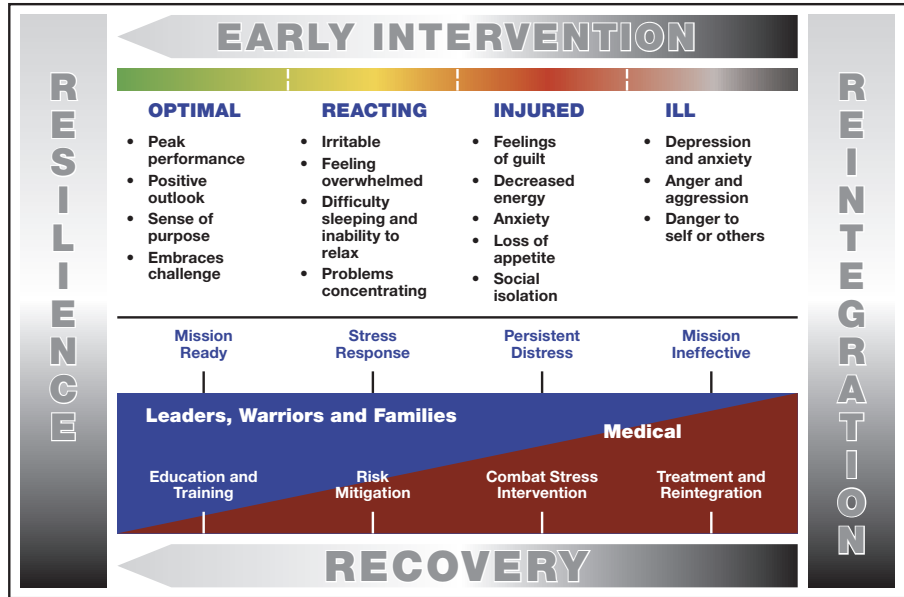 EARLY INTERVENTION
RESILIENCE
OPTIMAL
• Peak
performance
• Positive
outlook
• Sense of
purpose
• Embraces
challenge
REACTING
• Irritable
• Feeling
overwhelmed
• Difficulty
sleeping and
inability to
relax
• Problems
concentrating
INJURED
• Feelings
of guilt
• Decreased
energy
• Anxiety
• Loss of
appetite
• Social
isolation
ILL
• Depression
and anxiety
• Anger and
aggression
• Danger to
self or others
REINTEGRATION
Mission
Ready
Stress
Response
Persistent
Distress
Mission
Ineffective
Leaders, Warriors and Families
Medical
Education and
Training
Risk
Mitigation
Combat Stress
Intervention
Treatment and
Reintegration
RECOVERY